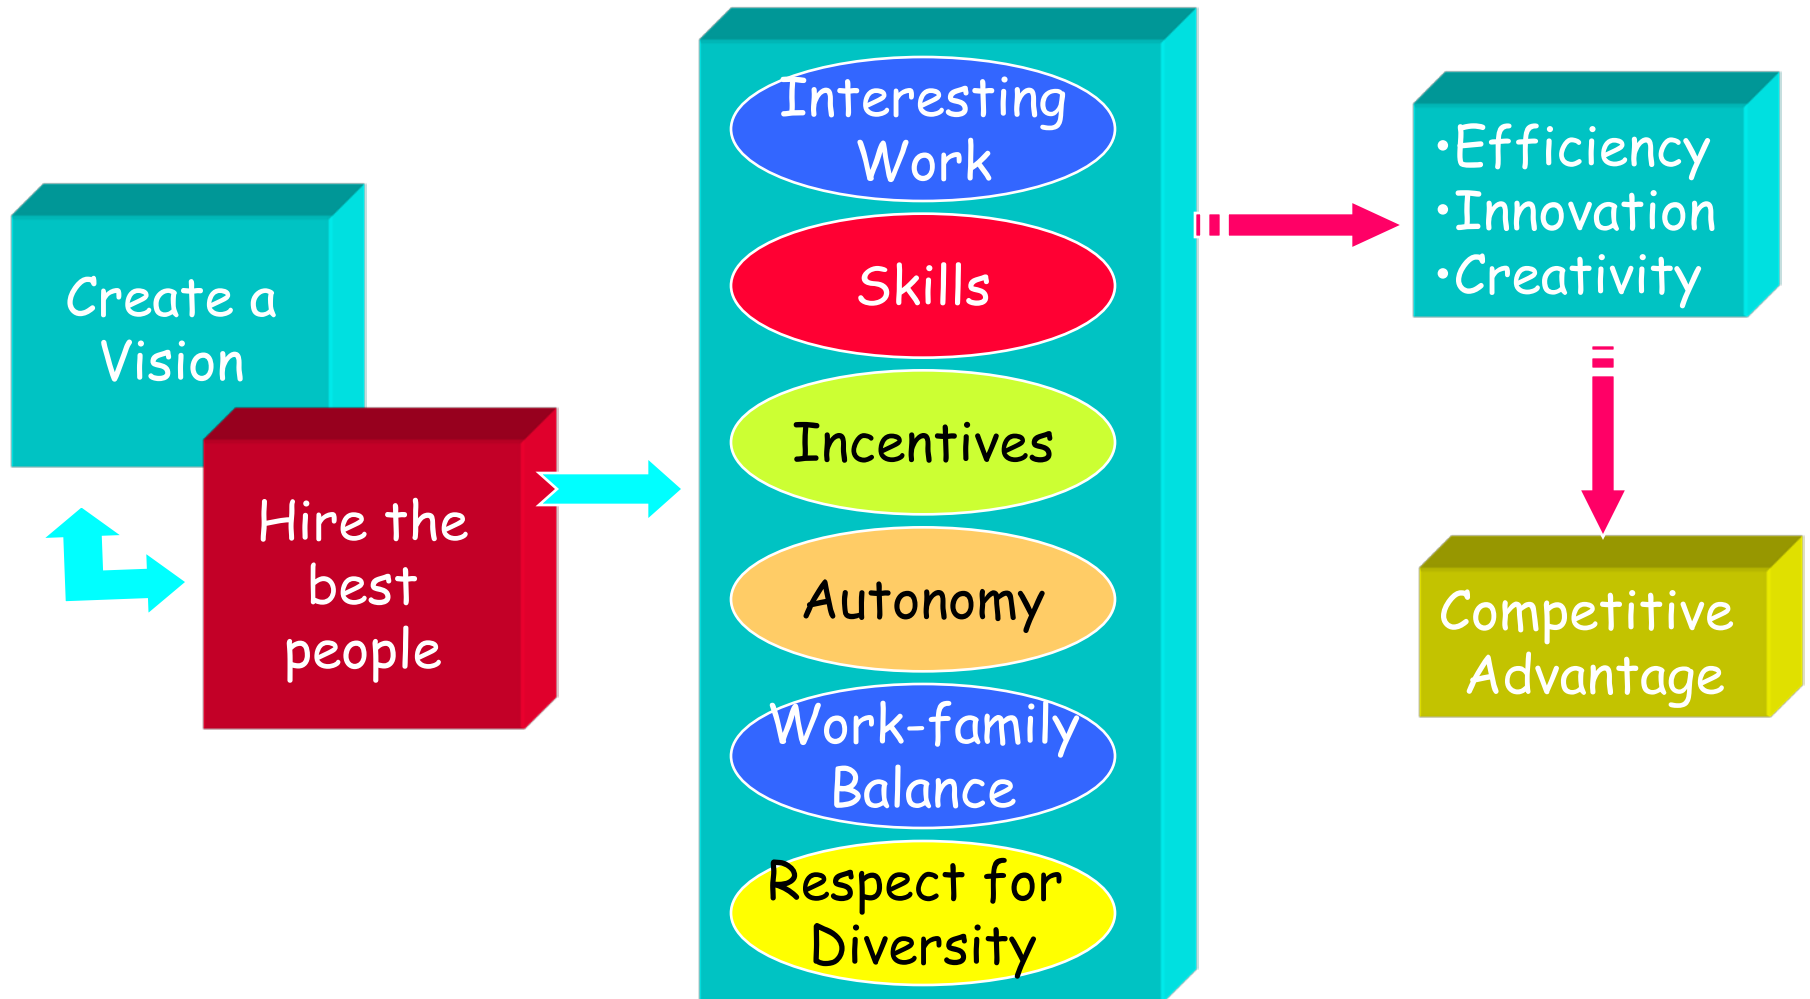 Create a
Vision
Hire the
best
people
Interesting
Work
Skills
Incentives
Autonomy
Work-family
Balance
Respect for
Diversity
•Efficiency
•Innovation
•Creativity
Competitive
Advantage